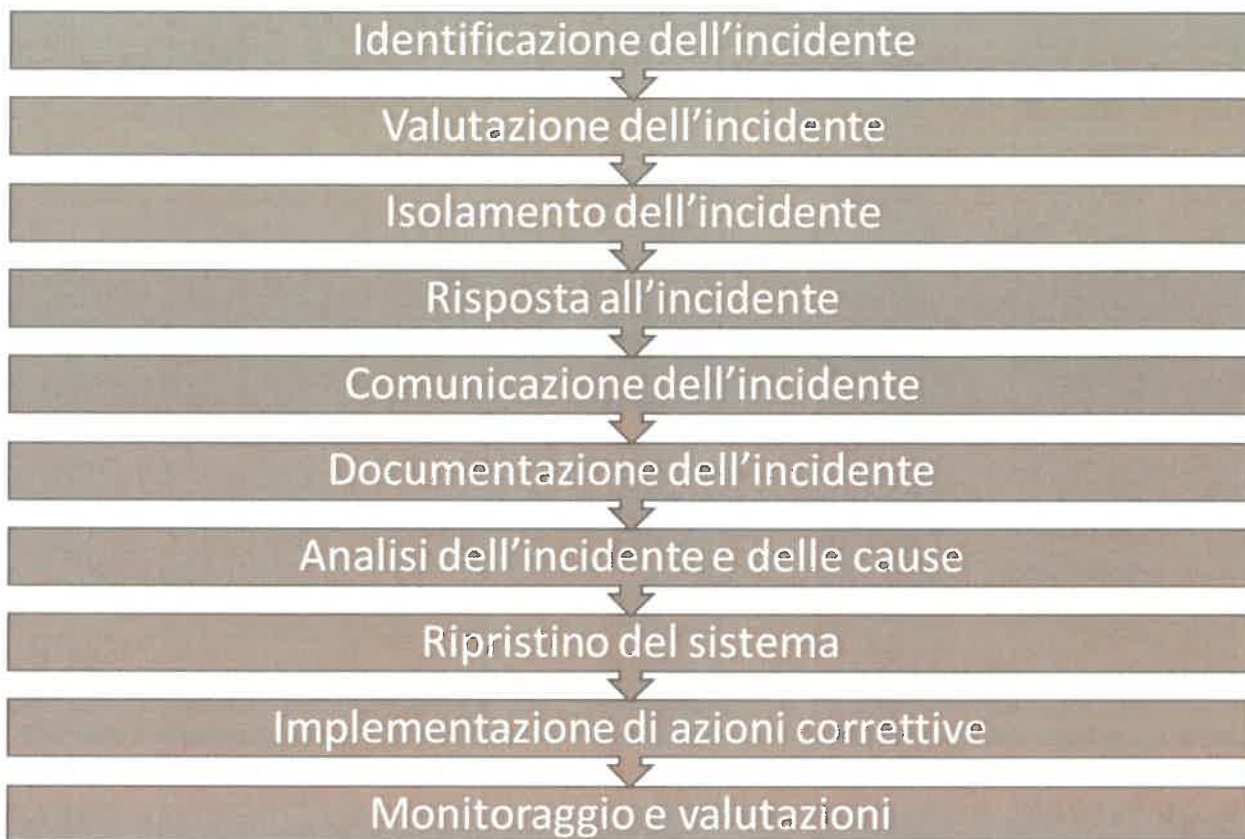 Identificazione dell'incidente
Valutazione dell'incidente
Isolamento dell'incidente
Risposta all'incidente
Comunicazione dell'incidente
Documentazione dell'incidente
Analisi dell'incidente e delle cause
Ripristino del sistema
Implementazione di azioni correttive
Monitoraggio e valutazioni